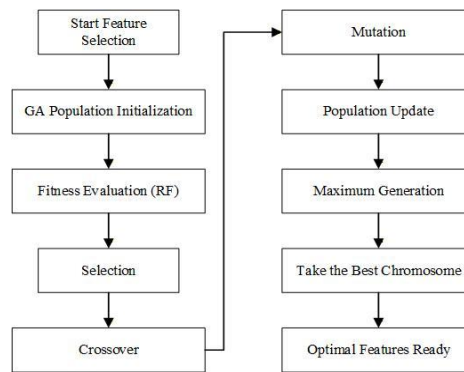 Start Feature
Selection
GA Population Initialization
Fitness Evaluation (RF)
Selection
Crossover
Mutation
Population Update
Maximum Generation
Take the Best Chromosome
Optimal Features Ready